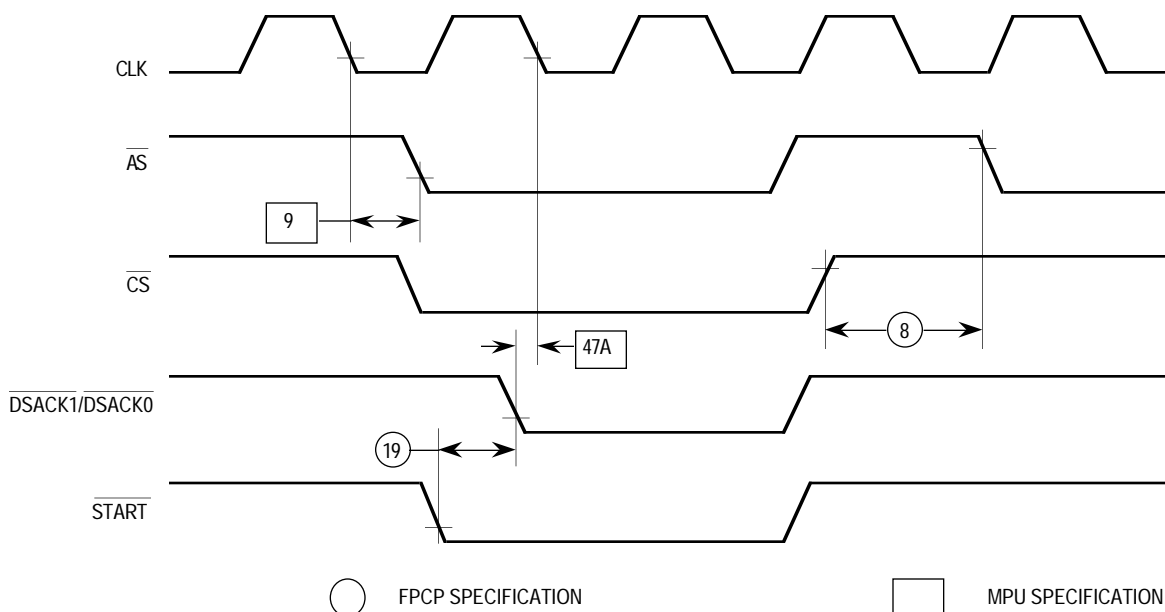 CLK
AS
9
CS
8
47A
DSACK1/DSACK0
19
START
FPCP SPECIFICATION
MPU SPECIFICATION